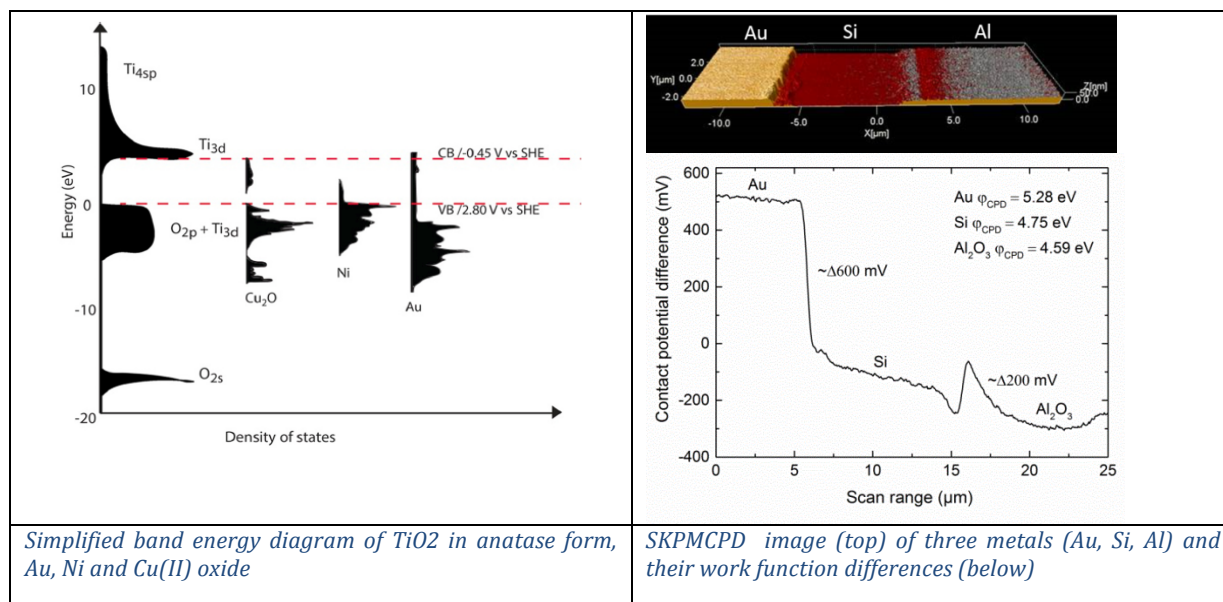 10
0
-10
-20
Energy (eV)
Density of states
Ti4sp
Ti3d
O2p + Ti3d
O2s
Cu2O
Ni
Au
CB /-0.45 V vs SHE
VB /2.80 V vs SHE
Au Si Al
Y[µm]
2.0
0.0
-2.0
-10.0 -5.0 0.0 5.0 10.0
X[µm]
Z[nm]
50.0
0.0
600
400
200
0
-200
-400
Contact potential difference (mV)
Au
~Δ600 mV
Si
~Δ200 mV
Al2O3
Au φCPD = 5.28 eV
Si φCPD = 4.75 eV
Al2O3 φCPD = 4.59 eV
0 5 10 15 20 25
Scan range (µm)
Simplified band energy diagram of TiO2 in anatase form,
Au, Ni and Cu(II) oxide
SKPMCPD image (top) of three metals (Au, Si, Al) and
their work function differences (below)